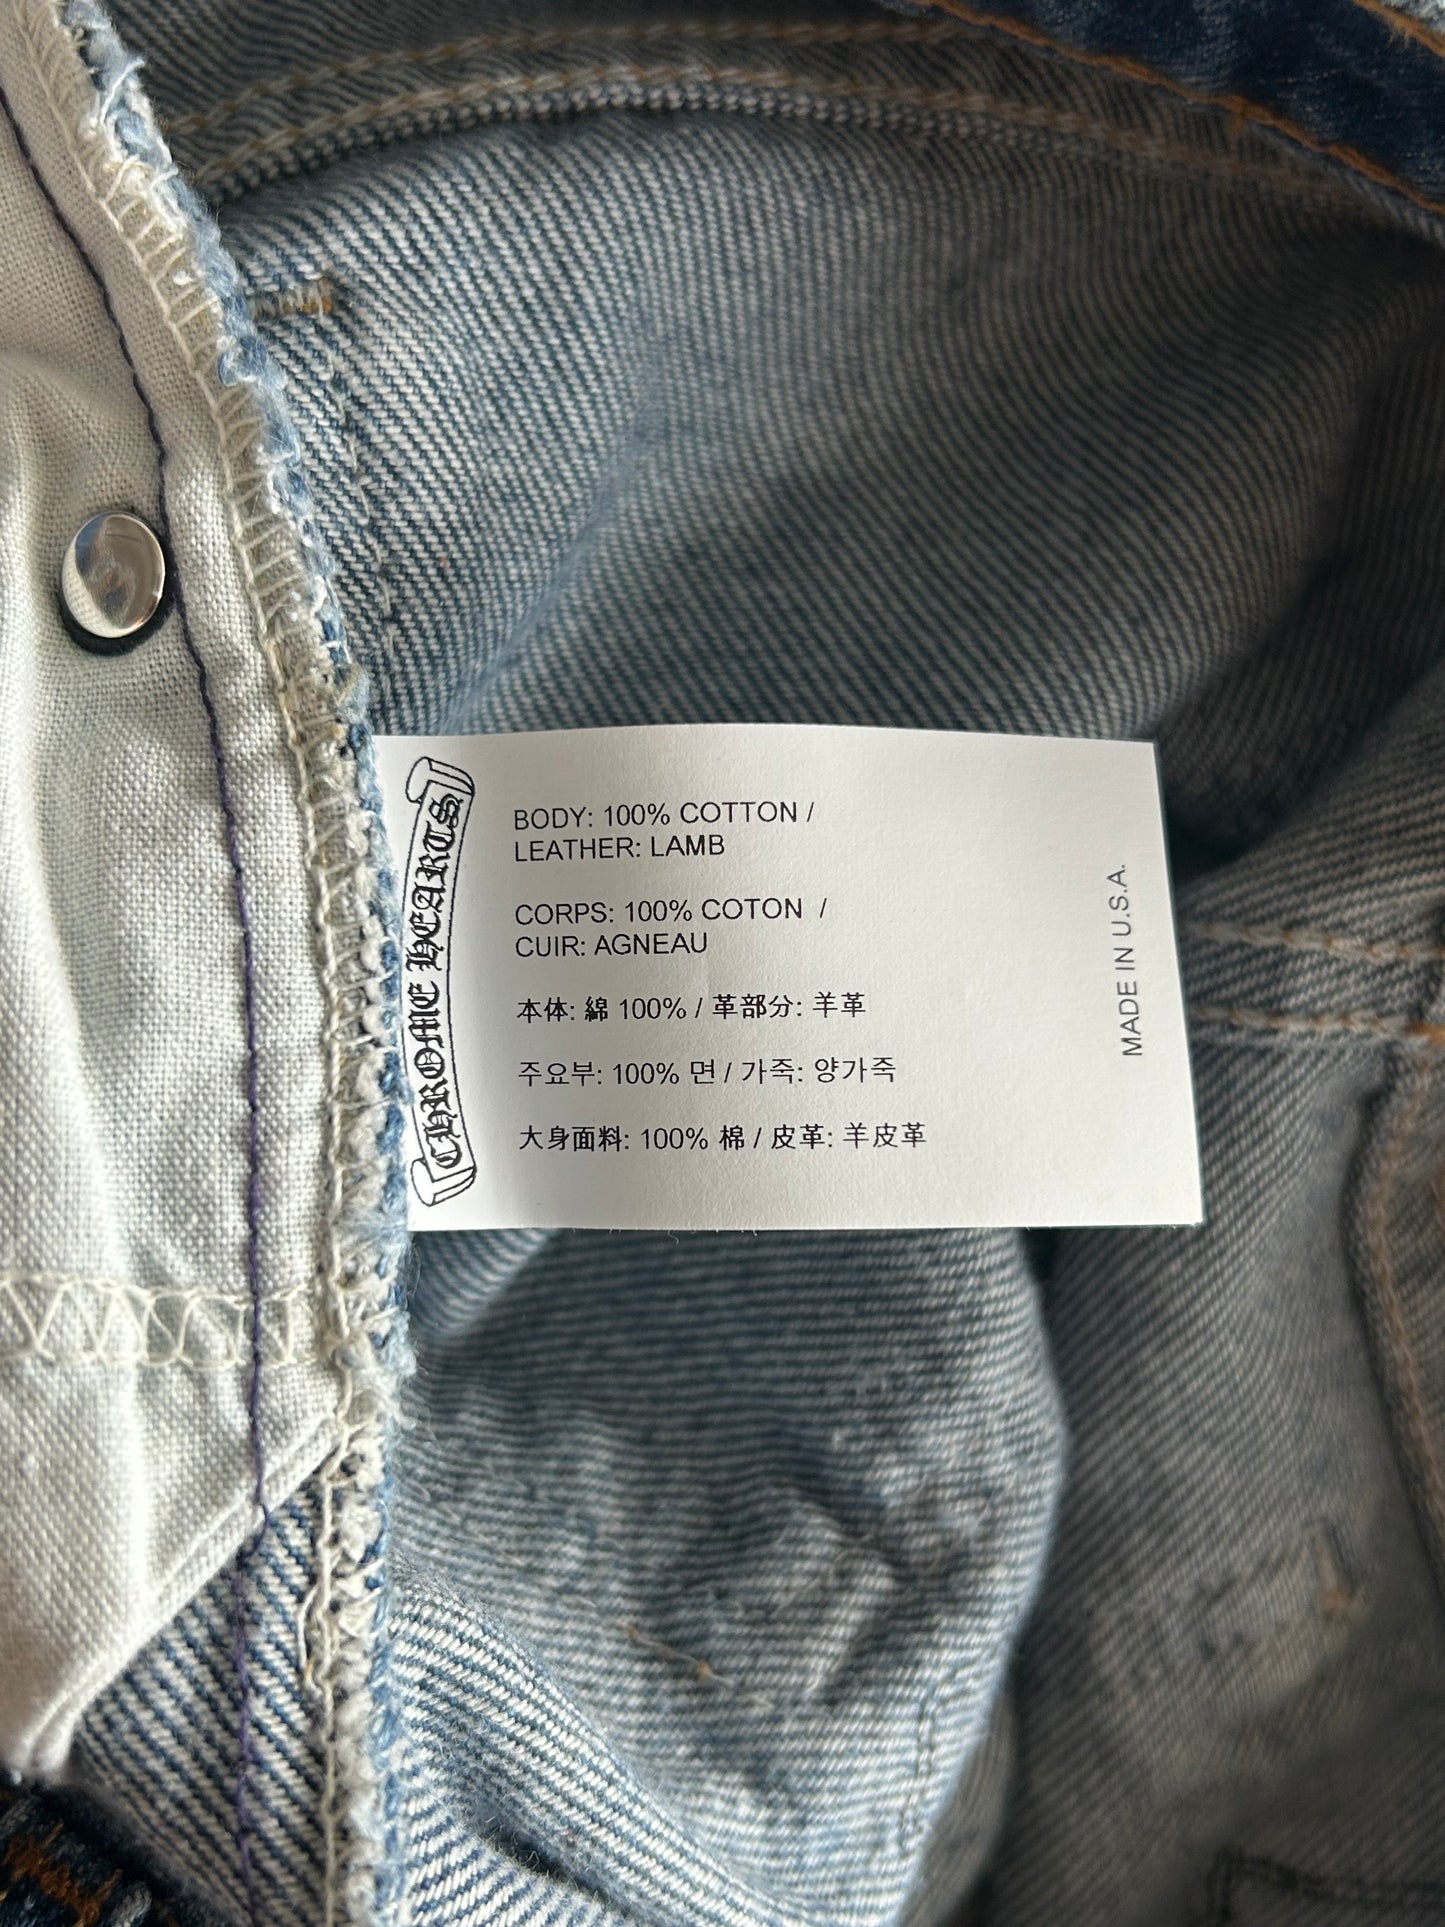 CHROME HEARTS
BODY: 100% COTTON /
LEATHER: LAMB
CORPS: 100% COTON /
CUIR: AGNEAU
本体: 綿 100% / 革部分: 羊革
주요부: 100% 면 / 가죽: 양가죽
大身面料: 100% 棉 / 皮革: 羊皮革
MADE IN U.S.A.